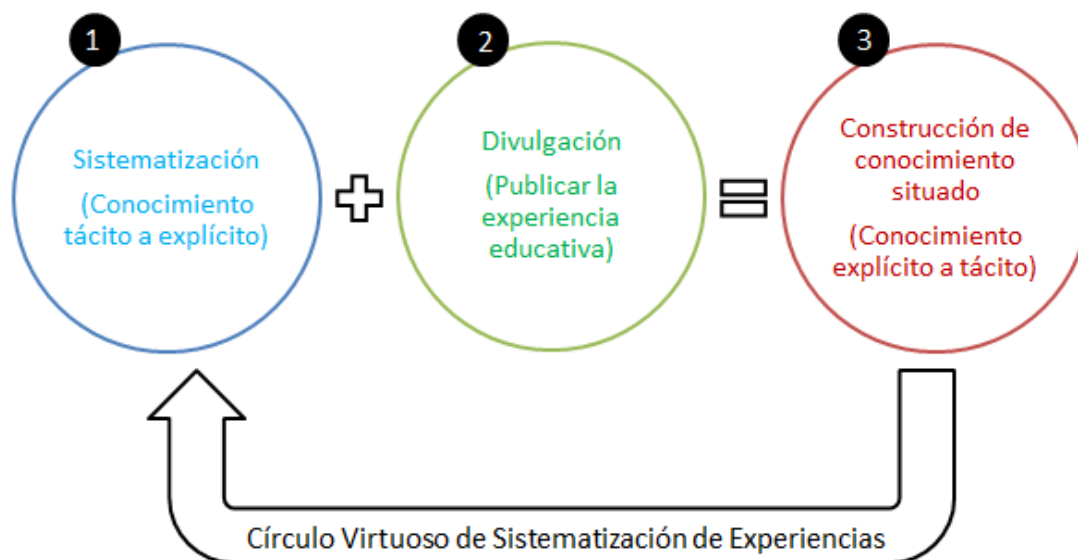 1
Sistematización
(Conocimiento
tácito a explícito)
2
Divulgación
(Publicar la
experiencia
educativa)
3
Construcción de
conocimiento
situado
(Conocimiento
explícito a tácito)
Círculo Virtuoso de Sistematización de Experiencias